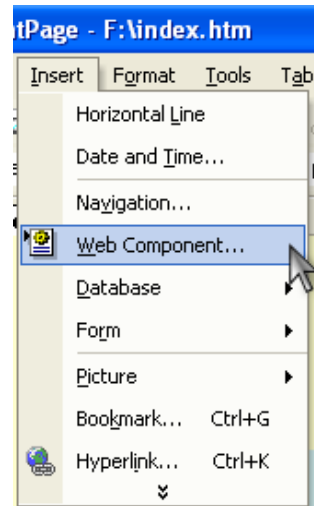 tPage - F:\index.htm
Insert Format Tools Tab
Horizontal Line
Date and Time...
Navigation...
Web Component...
Database
Form
Picture
Bookmark... Ctrl+G
Hyperlink... Ctrl+K